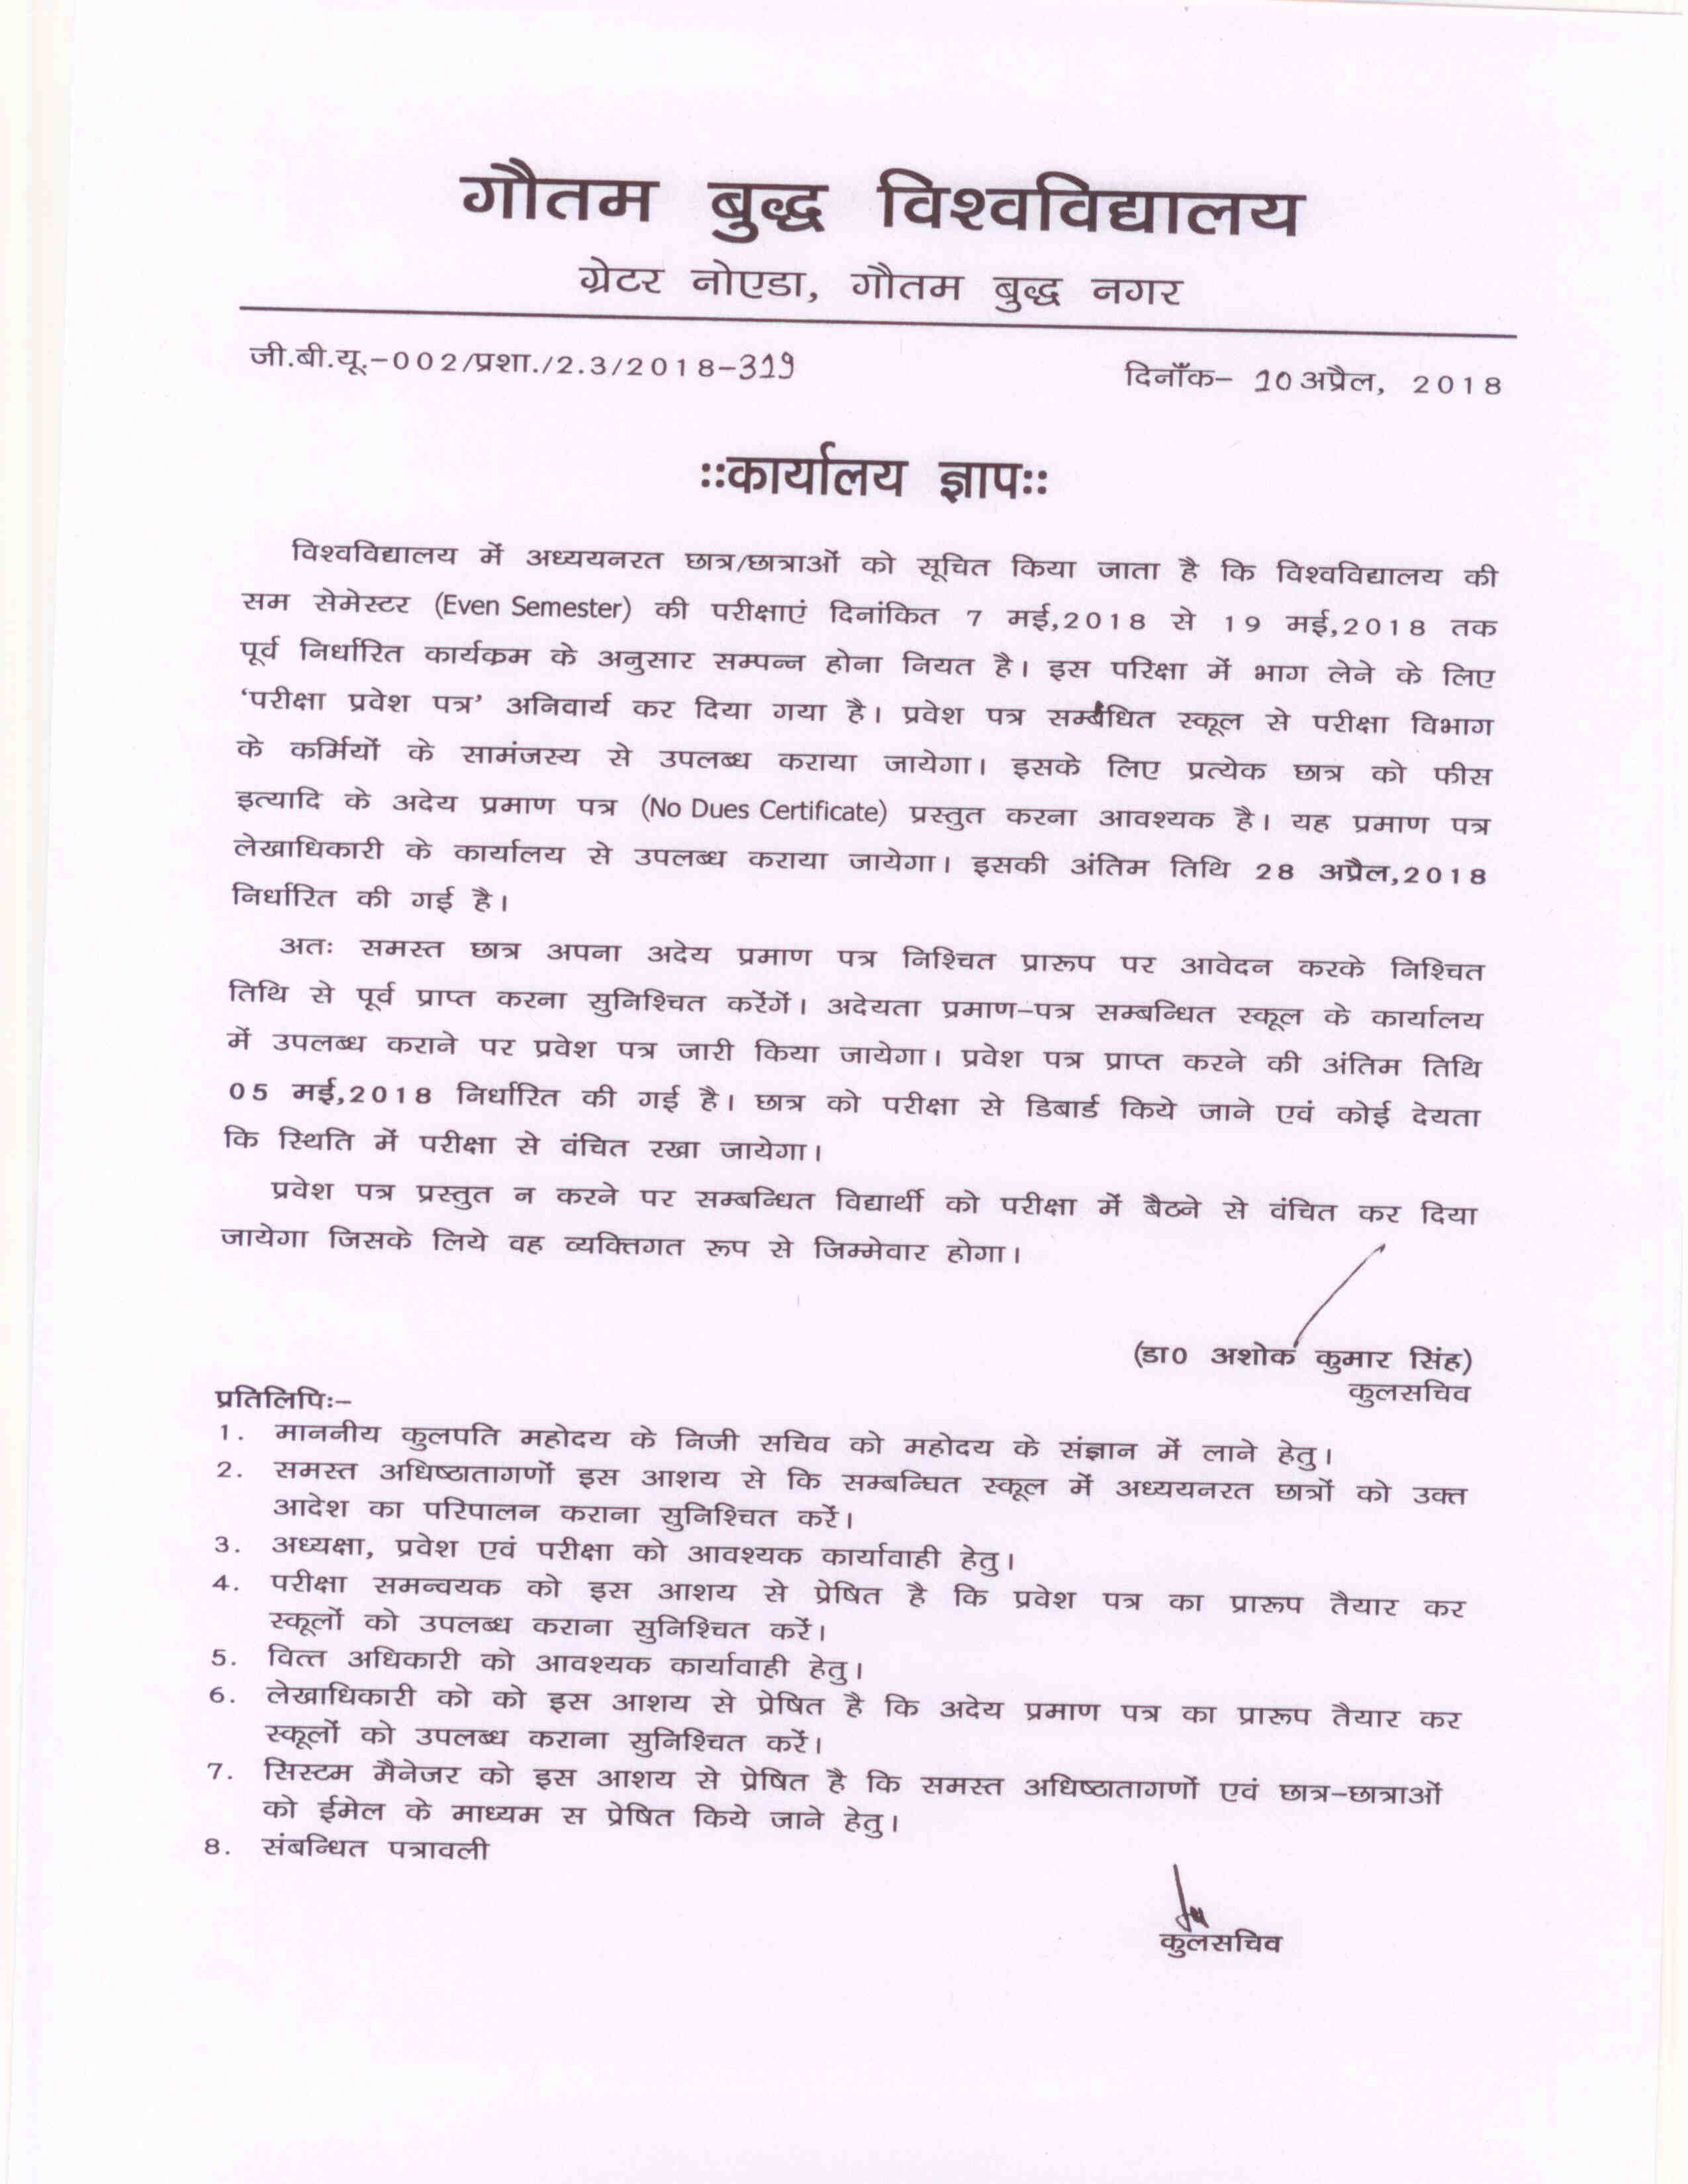 गौतम बुद्ध विश्वविद्यालय
ग्रेटर नोएडा, गौतम बुद्ध नगर
जी.बी.यू.-002/प्रशा./2.3/2018-319
दिनाँक- 10 अप्रैल, 2018
::कार्यालय ज्ञाप::
विश्वविद्यालय में अध्ययनरत छात्र/छात्राओं को सूचित किया जाता है कि विश्वविद्यालय की
सम सेमेस्टर (Even Semester) की परीक्षाएं दिनांकित 7 मई,2018 से 19 मई,2018 तक
पूर्व निर्धारित कार्यक्रम के अनुसार सम्पन्न होना नियत है। इस परिक्षा में भाग लेने के लिए
'परीक्षा प्रवेश पत्र' अनिवार्य कर दिया गया है। प्रवेश पत्र सम्बंधित स्कूल से परीक्षा विभाग
के कर्मियों के सामंजस्य से उपलब्ध कराया जायेगा। इसके लिए प्रत्येक छात्र को फीस
इत्यादि के अदेय प्रमाण पत्र (No Dues Certificate) प्रस्तुत करना आवश्यक है। यह प्रमाण पत्र
लेखाधिकारी के कार्यालय से उपलब्ध कराया जायेगा। इसकी अंतिम तिथि 28 अप्रैल,2018
निर्धारित की गई है।
अतः समस्त छात्र अपना अदेय प्रमाण पत्र निश्चित प्रारूप पर आवेदन करके निश्चित
तिथि से पूर्व प्राप्त करना सुनिश्चित करेंगें। अदेयता प्रमाण-पत्र सम्बन्धित स्कूल के कार्यालय
में उपलब्ध कराने पर प्रवेश पत्र जारी किया जायेगा। प्रवेश पत्र प्राप्त करने की अंतिम तिथि
05 मई,2018 निर्धारित की गई है। छात्र को परीक्षा से डिबार्ड किये जाने एवं कोई देयता
कि स्थिति में परीक्षा से वंचित रखा जायेगा।
प्रवेश पत्र प्रस्तुत न करने पर सम्बन्धित विद्यार्थी को परीक्षा में बैठने से वंचित कर दिया
जायेगा जिसके लिये वह व्यक्तिगत रूप से जिम्मेवार होगा।
(डा० अशोक कुमार सिंह)
कुलसचिव
प्रतिलिपिः-
1. माननीय कुलपति महोदय के निजी सचिव को महोदय के संज्ञान में लाने हेतु।
2. समस्त अधिष्ठातागणों इस आशय से कि सम्बन्धित स्कूल में अध्ययनरत छात्रों को उक्त
आदेश का परिपालन कराना सुनिश्चित करें।
3. अध्यक्षा, प्रवेश एवं परीक्षा को आवश्यक कार्यावाही हेतु।
4. परीक्षा समन्वयक को इस आशय से प्रेषित है कि प्रवेश पत्र का प्रारूप तैयार कर
स्कूलों को उपलब्ध कराना सुनिश्चित करें।
5. वित्त अधिकारी को आवश्यक कार्यावाही हेतु।
6. लेखाधिकारी को को इस आशय से प्रेषित है कि अदेय प्रमाण पत्र का प्रारूप तैयार कर
स्कूलों को उपलब्ध कराना सुनिश्चित करें।
7. सिस्टम मैनेजर को इस आशय से प्रेषित है कि समस्त अधिष्ठातागणों एवं छात्र-छात्राओं
को ईमेल के माध्यम स प्रेषित किये जाने हेतु।
8. संबन्धित पत्रावली
कुलसचिव